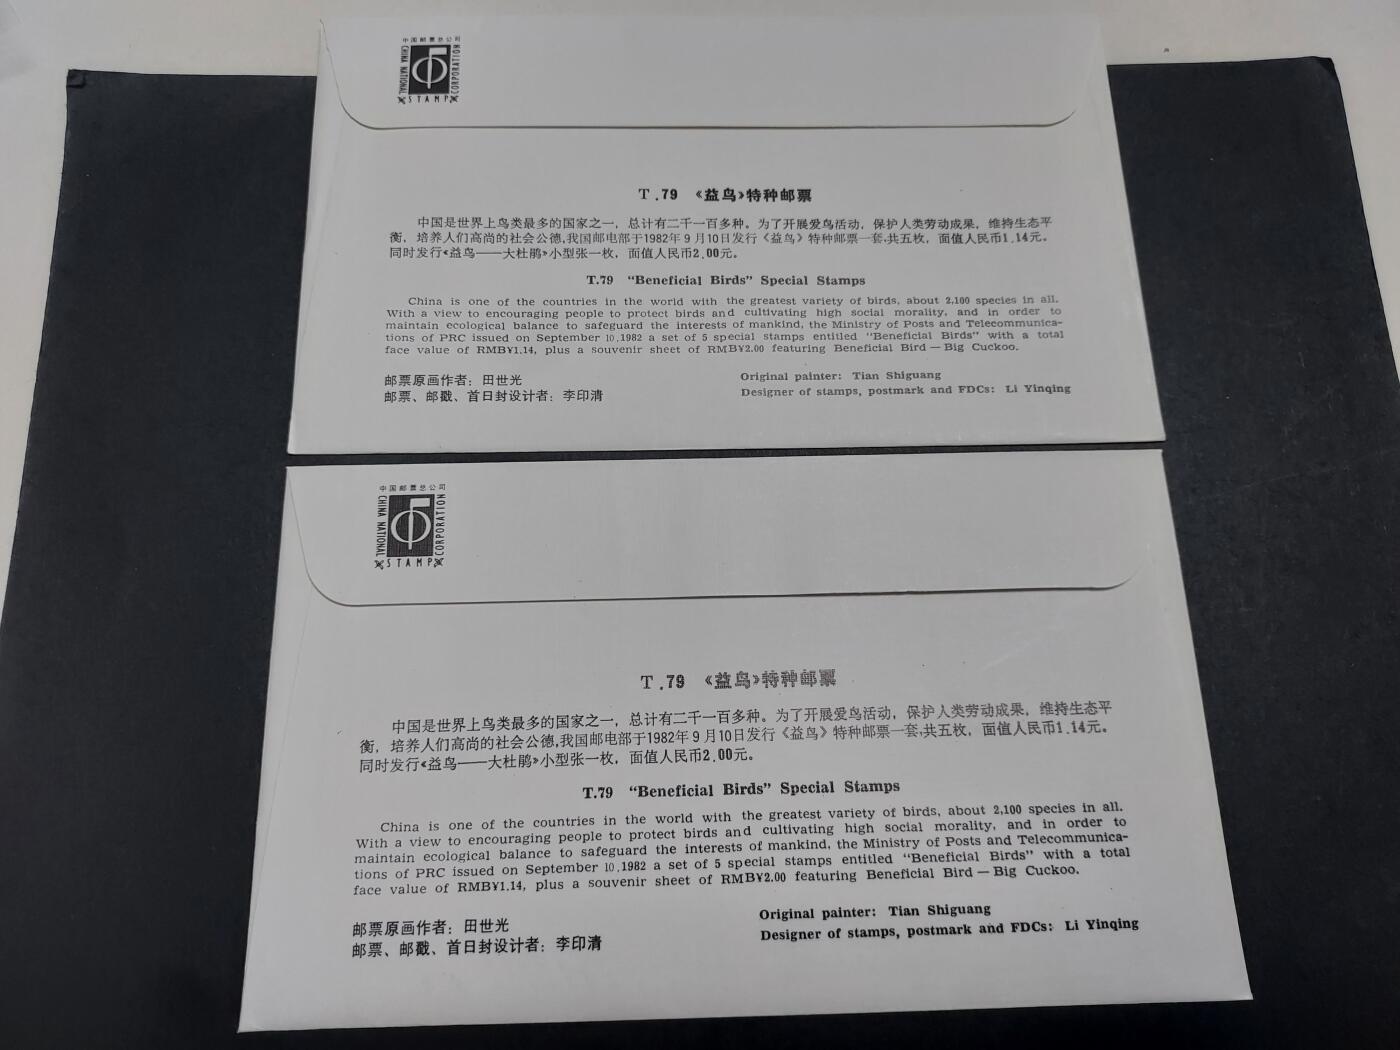 中国邮票总公司
CHINA NATIONAL
STAMP
CORPORATION
T.79 《益鸟》特种邮票
中国是世界上鸟类最多的国家之一，总计有二千一百多种。为了开展爱鸟活动，保护人类劳动成果，维持生态平
衡，培养人们高尚的社会公德,我国邮电部于1982年9月10日发行《益鸟》特种邮票一套,共五枚，面值人民币1.14元。
同时发行《益鸟——大杜鹃》小型张一枚，面值人民币2.00元。
T.79 “Beneficial Birds” Special Stamps
China is one of the countries in the world with the greatest variety of birds, about 2,100 species in all.
With a view to encouraging people to protect birds and cultivating high social morality, and in order to
maintain ecological balance to safeguard the interests of mankind, the Ministry of Posts and Telecommunica-
tions of PRC issued on September 10,1982 a set of 5 special stamps entitled “Beneficial Birds” with a total
face value of RMB¥1.14, plus a souvenir sheet of RMB¥2.00 featuring Beneficial Bird — Big Cuckoo.
邮票原画作者：田世光
邮票、邮戳、首日封设计者：李印清
Original painter: Tian Shiguang
Designer of stamps, postmark and FDCs: Li Yinqing
中国邮票总公司
CHINA NATIONAL
STAMP
CORPORATION
T.79 《益鸟》特种邮票
中国是世界上鸟类最多的国家之一，总计有二千一百多种。为了开展爱鸟活动，保护人类劳动成果，维持生态平
衡，培养人们高尚的社会公德,我国邮电部于1982年9月10日发行《益鸟》特种邮票一套,共五枚，面值人民币1.14元。
同时发行《益鸟——大杜鹃》小型张一枚，面值人民币2.00元。
T.79 “Beneficial Birds” Special Stamps
China is one of the countries in the world with the greatest variety of birds, about 2,100 species in all.
With a view to encouraging people to protect birds and cultivating high social morality, and in order to
maintain ecological balance to safeguard the interests of mankind, the Ministry of Posts and Telecommunica-
tions of PRC issued on September 10,1982 a set of 5 special stamps entitled “Beneficial Birds” with a total
face value of RMB¥1.14, plus a souvenir sheet of RMB¥2.00 featuring Beneficial Bird — Big Cuckoo.
邮票原画作者：田世光
邮票、邮戳、首日封设计者：李印清
Original painter: Tian Shiguang
Designer of stamps, postmark and FDCs: Li Yinqing